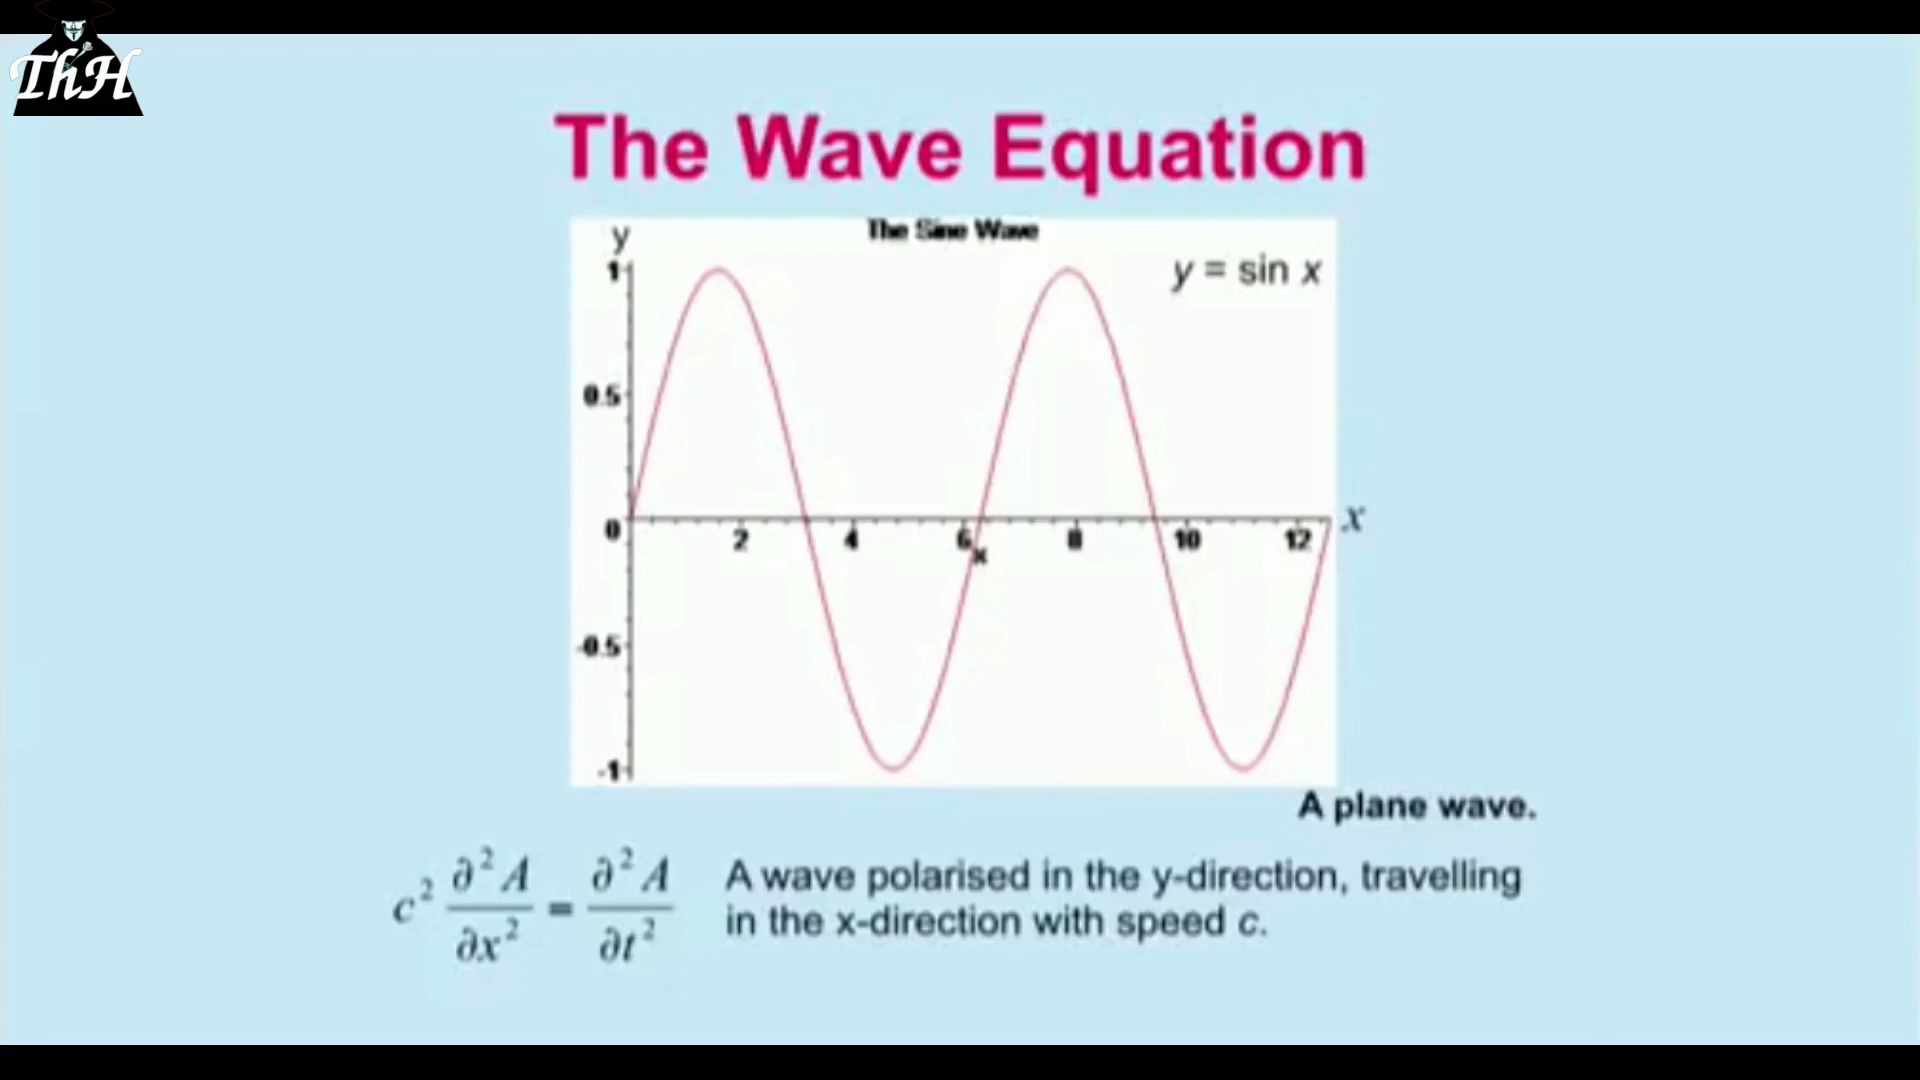 ThH
The Wave Equation
The Sine Wave
y
y = sin x
1
0.5
0
2 4 6 8 10 12
x
x
-0.5
-1
A plane wave.
c² ∂²A/∂x² = ∂²A/∂t²
A wave polarised in the y-direction, travelling
in the x-direction with speed c.